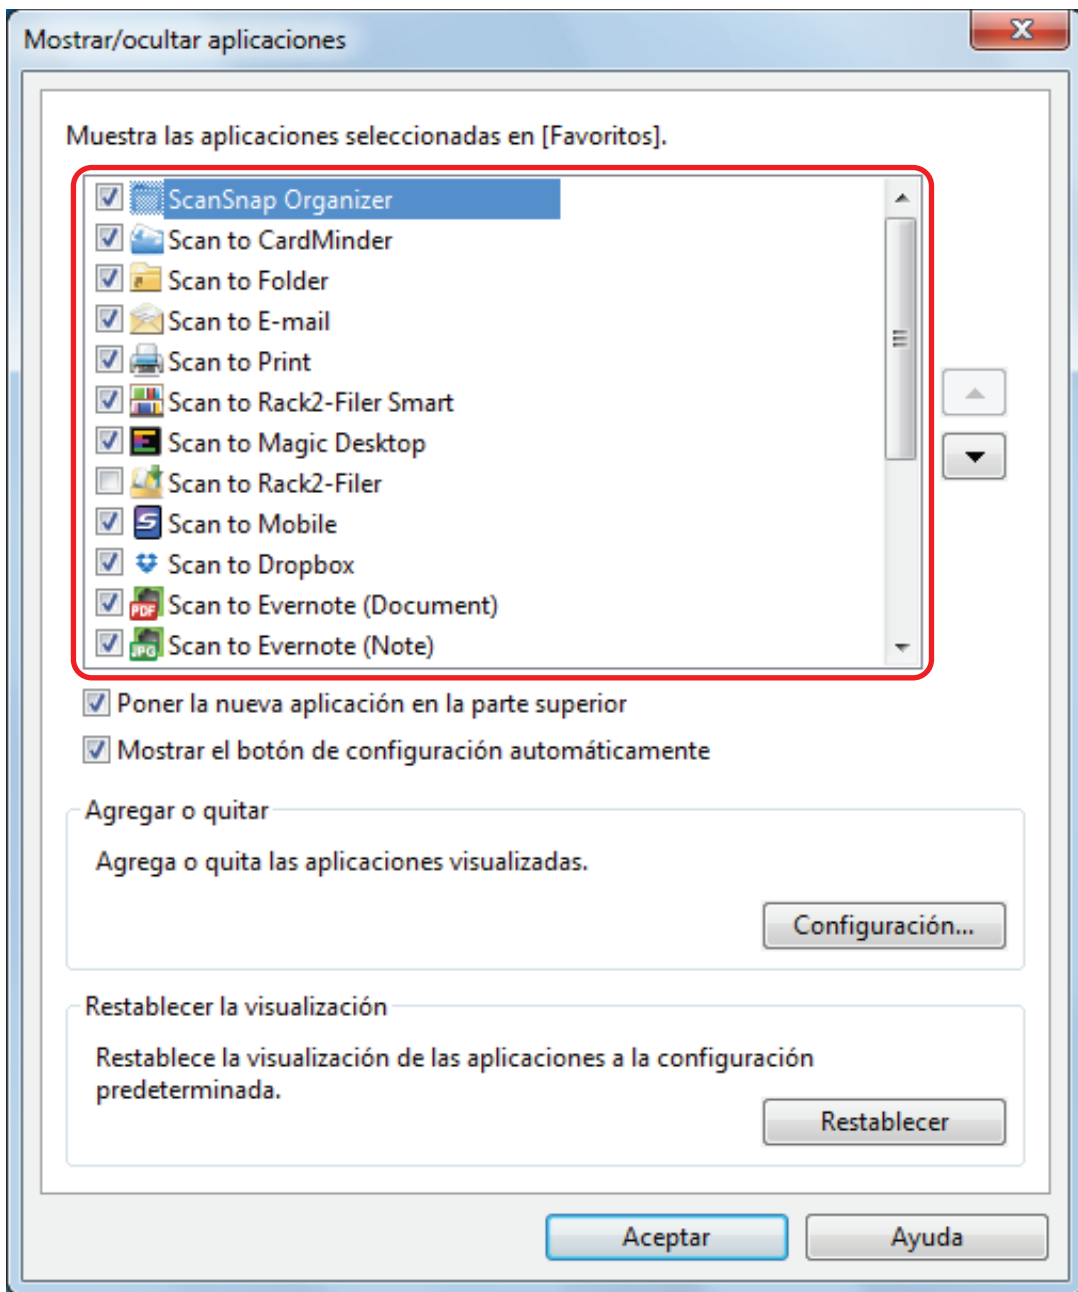 Mostrar/ocultar aplicaciones
Muestra las aplicaciones seleccionadas en [Favoritos].
ScanSnap Organizer
Scan to CardMinder
Scan to Folder
Scan to E-mail
Scan to Print
Scan to Rack2-Filer Smart
Scan to Magic Desktop
Scan to Rack2-Filer
Scan to Mobile
Scan to Dropbox
PDF Scan to Evernote (Document)
JPG Scan to Evernote (Note)
Poner la nueva aplicación en la parte superior
Mostrar el botón de configuración automáticamente
Agregar o quitar
Agrega o quita las aplicaciones visualizadas.
Configuración...
Restablecer la visualización
Restablece la visualización de las aplicaciones a la configuración
predeterminada.
Restablecer
Aceptar Ayuda